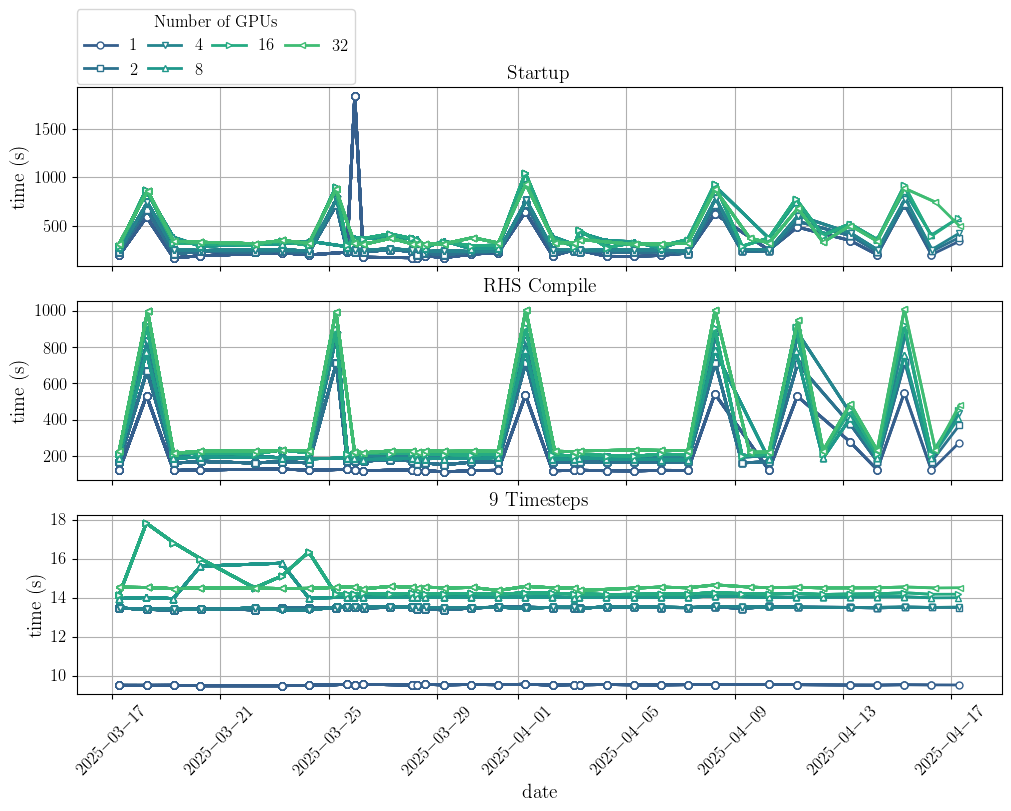 Number of GPUs
1 4 16 32
2 8
Startup
time (s)
1500
1000
500
RHS Compile
time (s)
1000
800
600
400
200
9 Timesteps
time (s)
18
16
14
12
10
2025−03−17 2025−03−21 2025−03−25 2025−03−29 2025−04−01 2025−04−05 2025−04−09 2025−04−13 2025−04−17
date